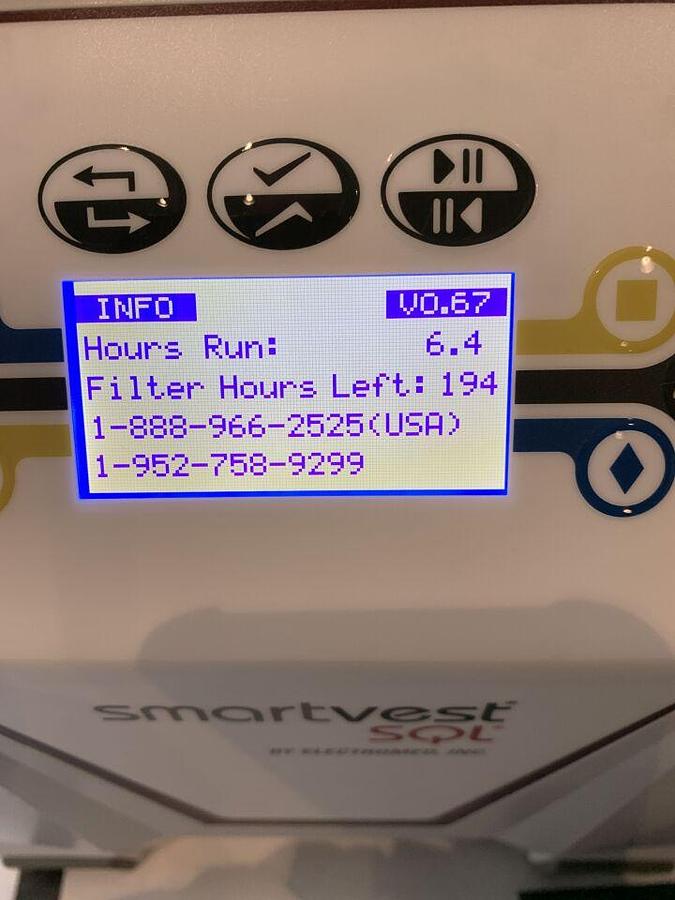 INFO V0.67
Hours Run: 6.4
Filter Hours Left: 194
1-888-966-2525(USA)
1-952-758-9299
smartvest
SQL
BY ELECTROMED, INC.